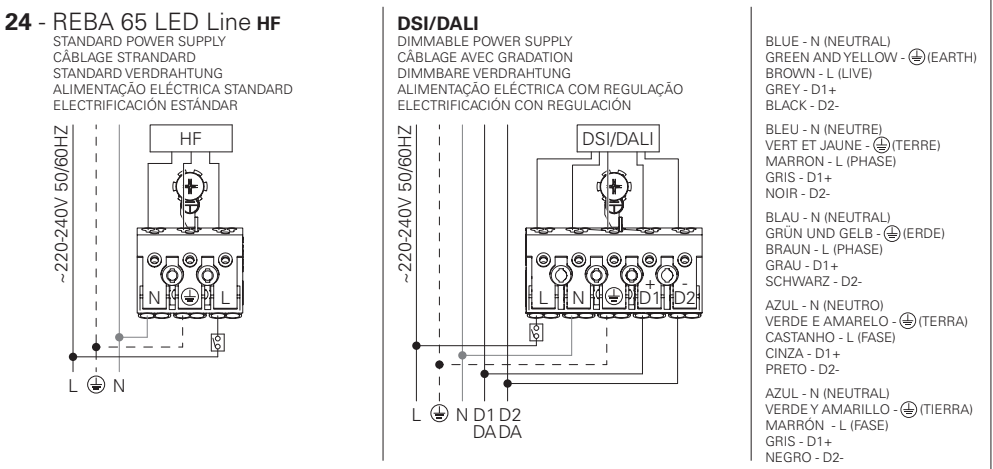 24 - REBA 65 LED Line HF
STANDARD POWER SUPPLY
CÂBLAGE STRANDARD
STANDARD VERDRAHTUNG
ALIMENTAÇÃO ELÉCTRICA STANDARD
ELECTRIFICACIÓN ESTÁNDAR
~220-240V 50/60HZ
HF
N L
L N
DSI/DALI
DIMMABLE POWER SUPPLY
CÂBLAGE AVEC GRADATION
DIMMBARE VERDRAHTUNG
ALIMENTAÇÃO ELÉCTRICA COM REGULAÇÃO
ELECTRIFICACIÓN CON REGULACIÓN
~220-240V 50/60HZ
DSI/DALI
+ -
L N D1 D2
L N D1 D2
DA DA
BLUE - N (NEUTRAL)
GREEN AND YELLOW - (EARTH)
BROWN - L (LIVE)
GREY - D1+
BLACK - D2-
BLEU - N (NEUTRE)
VERT ET JAUNE - (TERRE)
MARRON - L (PHASE)
GRIS - D1+
NOIR - D2-
BLAU - N (NEUTRAL)
GRÜN UND GELB - (ERDE)
BRAUN - L (PHASE)
GRAU - D1+
SCHWARZ - D2-
AZUL - N (NEUTRO)
VERDE E AMARELO - (TERRA)
CASTANHO - L (FASE)
CINZA - D1+
PRETO - D2-
AZUL - N (NEUTRAL)
VERDE Y AMARILLO - (TIERRA)
MARRÓN - L (FASE)
GRIS - D1+
NEGRO - D2-